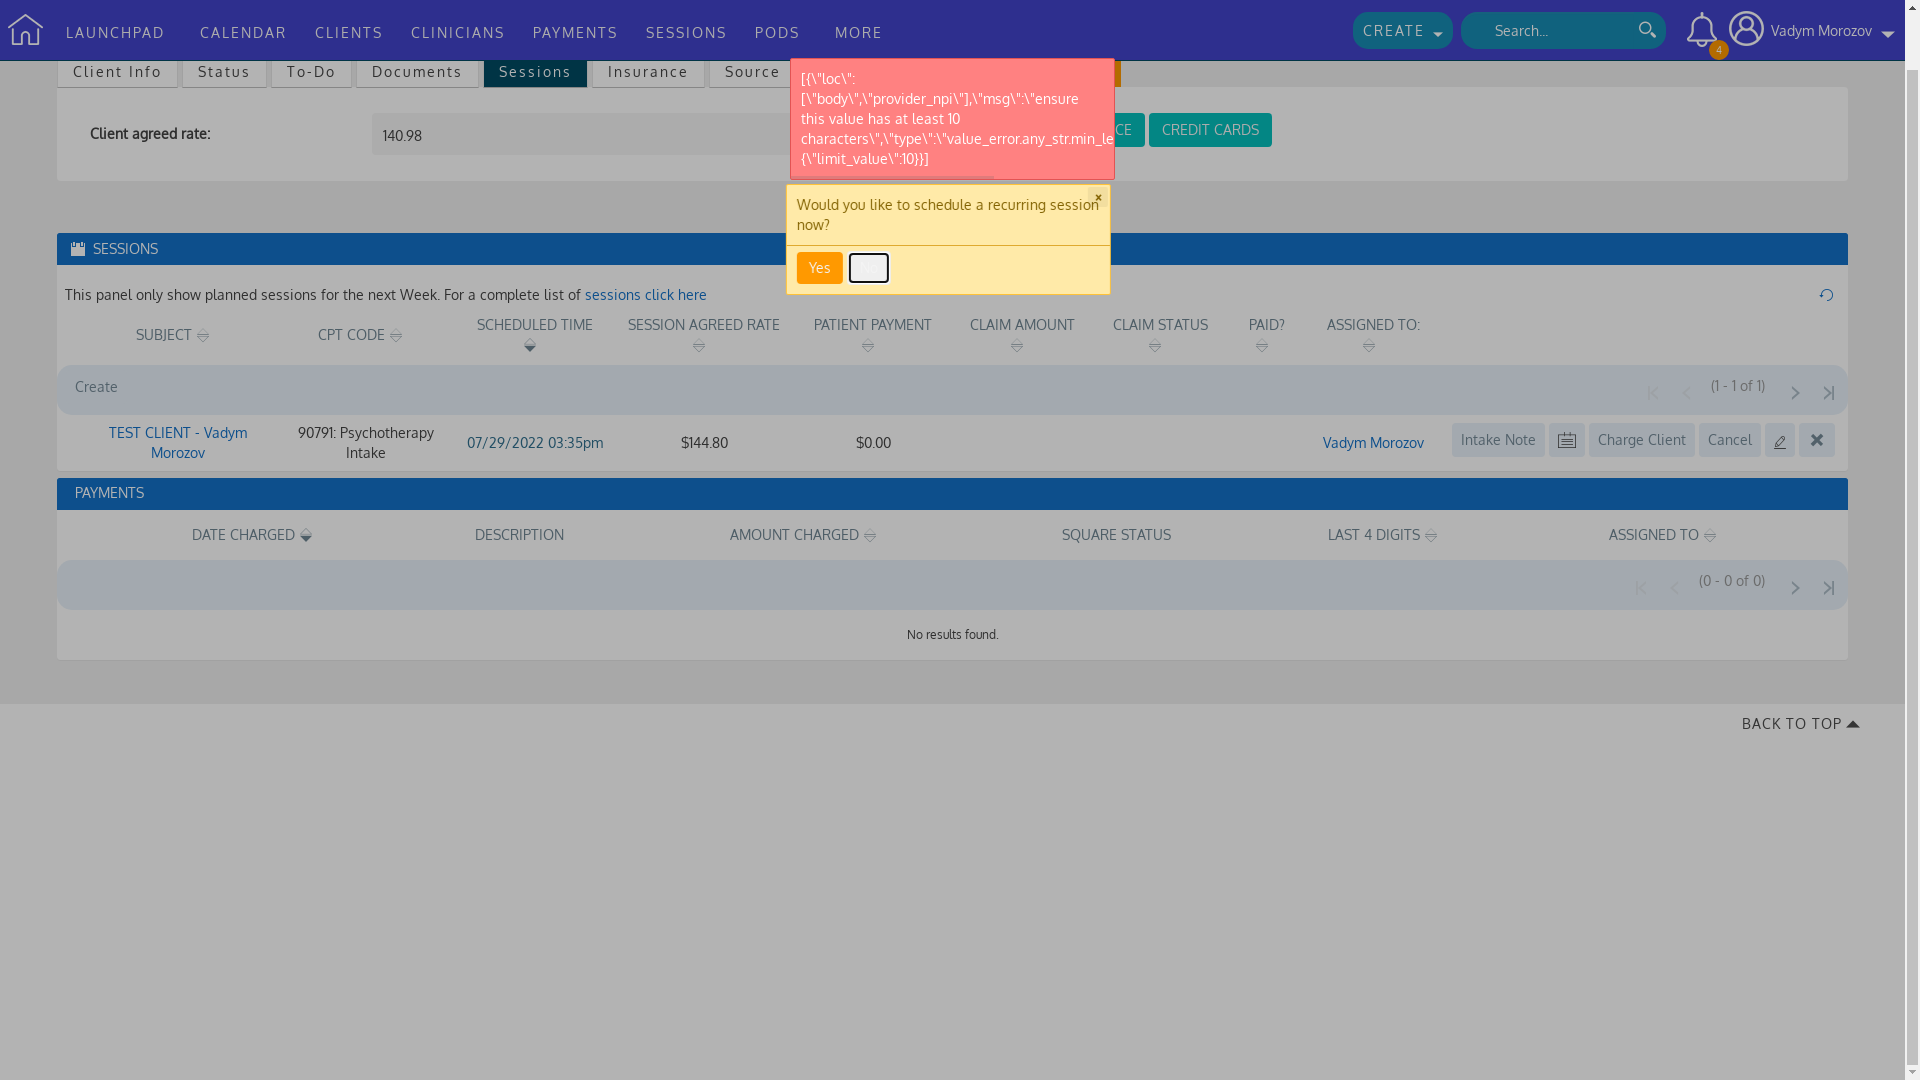 LAUNCHPAD CALENDAR CLIENTS CLINICIANS PAYMENTS SESSIONS PODS MORE CREATE Search... 4 Vadym Morozov
Client Info Status To-Do Documents Sessions Insurance Source
[{\"loc\":
[\"body\",\"provider_npi\"],\"msg\":\"ensure
this value has at least 10
characters\",\"type\":\"value_error.any_str.min_le
{\"limit_value\":10}}]
Client agreed rate: 140.98 CE CREDIT CARDS
Would you like to schedule a recurring session
now?
x
Yes
SESSIONS
This panel only show planned sessions for the next Week. For a complete list of sessions click here
SUBJECT CPT CODE SCHEDULED TIME SESSION AGREED RATE PATIENT PAYMENT CLAIM AMOUNT CLAIM STATUS PAID? ASSIGNED TO:
Create (1 - 1 of 1)
TEST CLIENT - Vadym
Morozov
90791: Psychotherapy
Intake
07/29/2022 03:35pm $144.80 $0.00 Vadym Morozov Intake Note Charge Client Cancel
PAYMENTS
DATE CHARGED DESCRIPTION AMOUNT CHARGED SQUARE STATUS LAST 4 DIGITS ASSIGNED TO
(0 - 0 of 0)
No results found.
BACK TO TOP